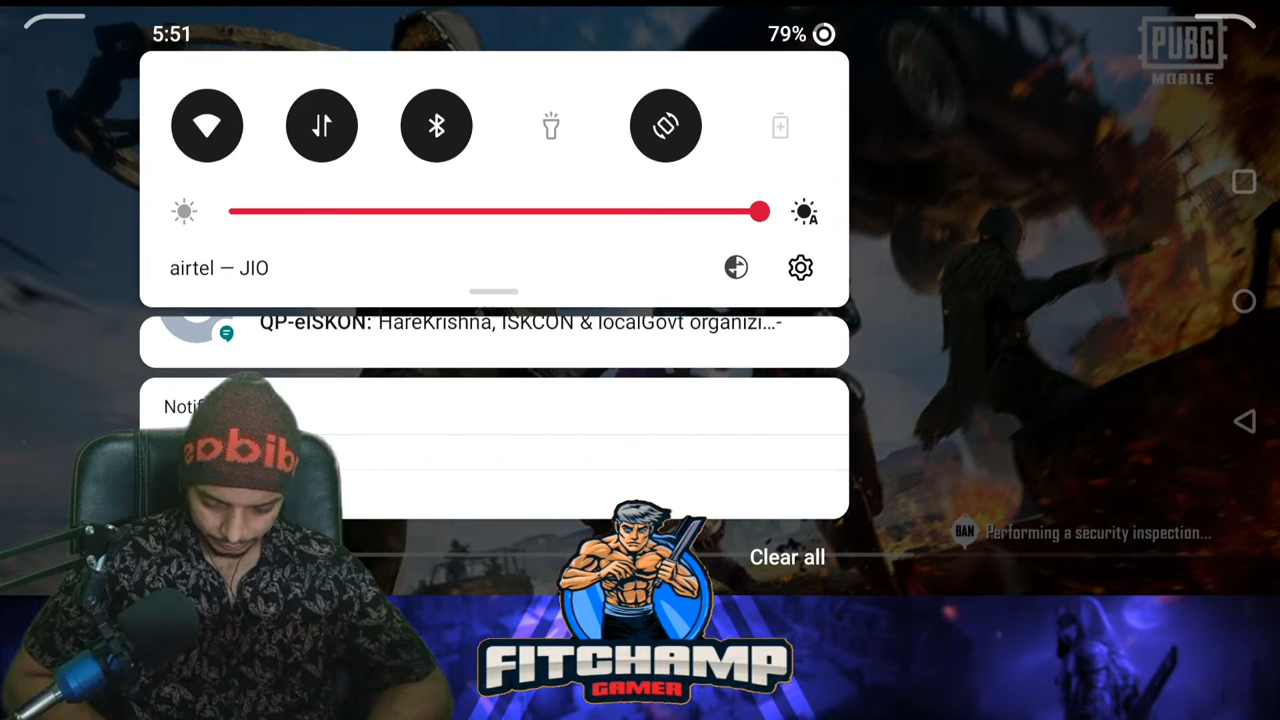 5:51
79%
PUBG
MOBILE
A
airtel — JIO
QP-eISKON: HareKrishna, ISKCON & localGovt organizi...-
Notif
BAN Performing a security inspection...
Clear all
FITCHAMP
GAMER